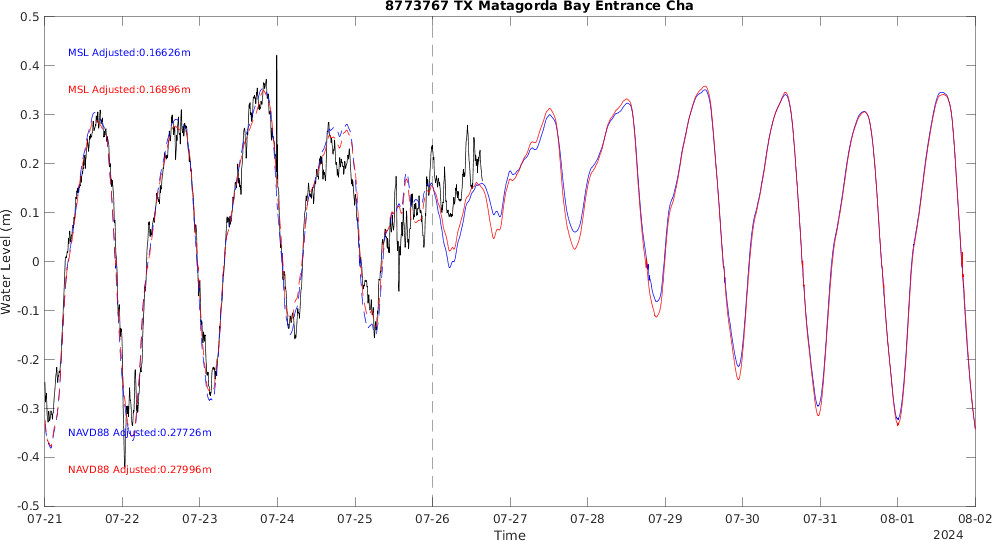 8773767 TX Matagorda Bay Entrance Cha
0.5
0.4
0.3
0.2
0.1
0
-0.1
-0.2
-0.3
-0.4
-0.5
Water Level (m)
MSL Adjusted:0.16626m
MSL Adjusted:0.16896m
NAVD88 Adjusted:0.27726m
NAVD88 Adjusted:0.27996m
07-21 07-22 07-23 07-24 07-25 07-26 07-27 07-28 07-29 07-30 07-31 08-01 08-02
Time
2024